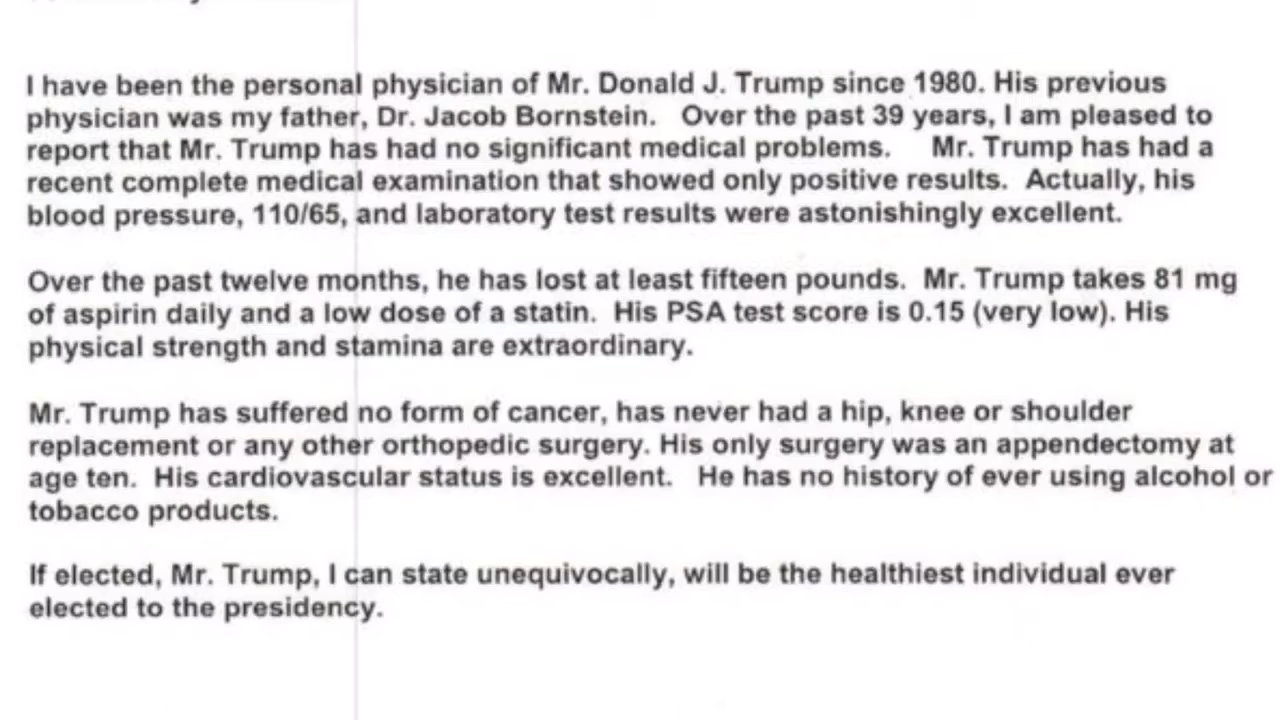 I have been the personal physician of Mr. Donald J. Trump since 1980. His previous
physician was my father, Dr. Jacob Bornstein. Over the past 39 years, I am pleased to
report that Mr. Trump has had no significant medical problems. Mr. Trump has had a
recent complete medical examination that showed only positive results. Actually, his
blood pressure, 110/65, and laboratory test results were astonishingly excellent.
Over the past twelve months, he has lost at least fifteen pounds. Mr. Trump takes 81 mg
of aspirin daily and a low dose of a statin. His PSA test score is 0.15 (very low). His
physical strength and stamina are extraordinary.
Mr. Trump has suffered no form of cancer, has never had a hip, knee or shoulder
replacement or any other orthopedic surgery. His only surgery was an appendectomy at
age ten. His cardiovascular status is excellent. He has no history of ever using alcohol or
tobacco products.
If elected, Mr. Trump, I can state unequivocally, will be the healthiest individual ever
elected to the presidency.